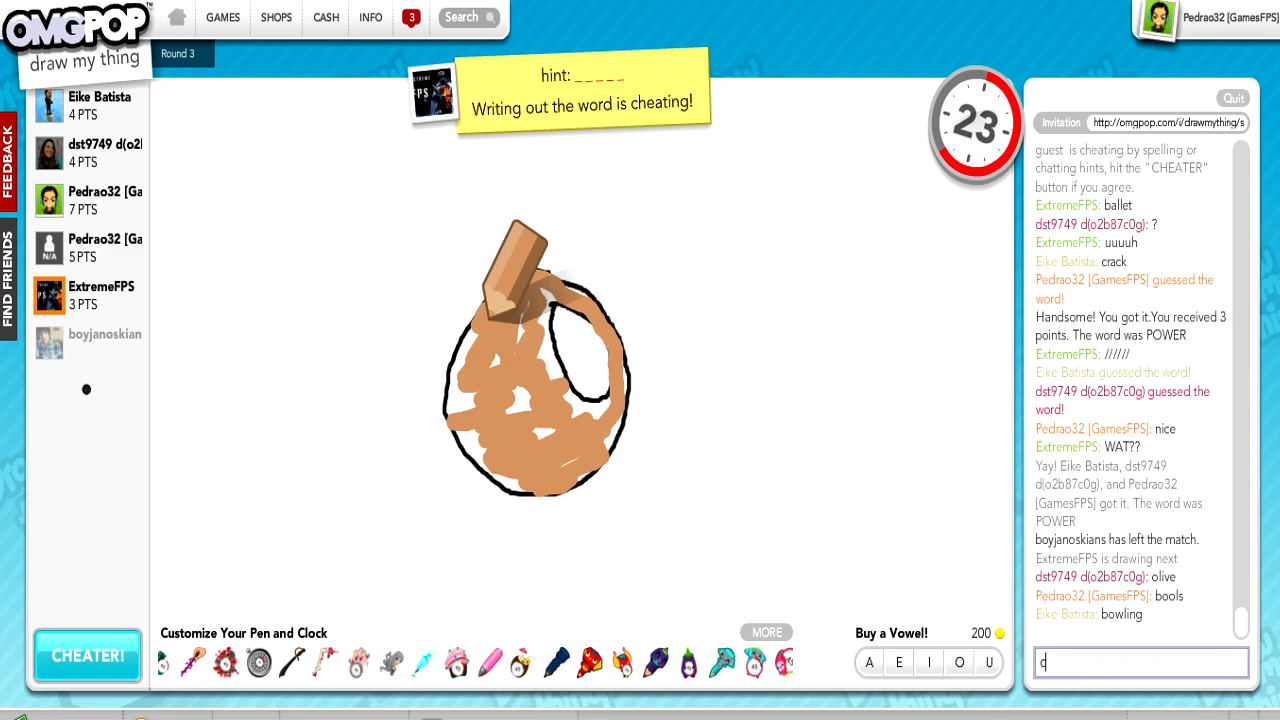 OMGPOP
™
GAMES
SHOPS
CASH
INFO
3
Search
Pedrao32 [GamesFPS]
draw my thing
Round 3
FEEDBACK
FIND FRIENDS
Eike Batista
4 PTS
dst9749 d(o2l
4 PTS
Pedrao32 [Ga
7 PTS
Pedrao32 [Ga
N/A
5 PTS
ExtremeFPS
3 PTS
boyjanoskian
CHEATER!
hint: _ _ _ _ _
Writing out the word is cheating!
23
Quit
Invitation
http://omgpop.com/i/drawmything/s
guest is cheating by spelling or
chatting hints, hit the "CHEATER"
button if you agree.
ExtremeFPS: ballet
dst9749 d(o2b87c0g): ?
ExtremeFPS: uuuuh
Eike Batista: crack
Pedrao32 [GamesFPS] guessed the
word!
Handsome! You got it.You received 3
points. The word was POWER
ExtremeFPS: //////
Eike Batista guessed the word!
dst9749 d(o2b87c0g) guessed the
word!
Pedrao32 [GamesFPS]: nice
ExtremeFPS: WAT??
Yay! Eike Batista, dst9749
d(o2b87c0g), and Pedrao32
[GamesFPS] got it. The word was
POWER
boyjanoskians has left the match.
ExtremeFPS is drawing next
dst9749 d(o2b87c0g): olive
Pedrao32 [GamesFPS]: bools
Eike Batista: bowling
c
Customize Your Pen and Clock
MORE
Buy a Vowel!
200
A E I O U